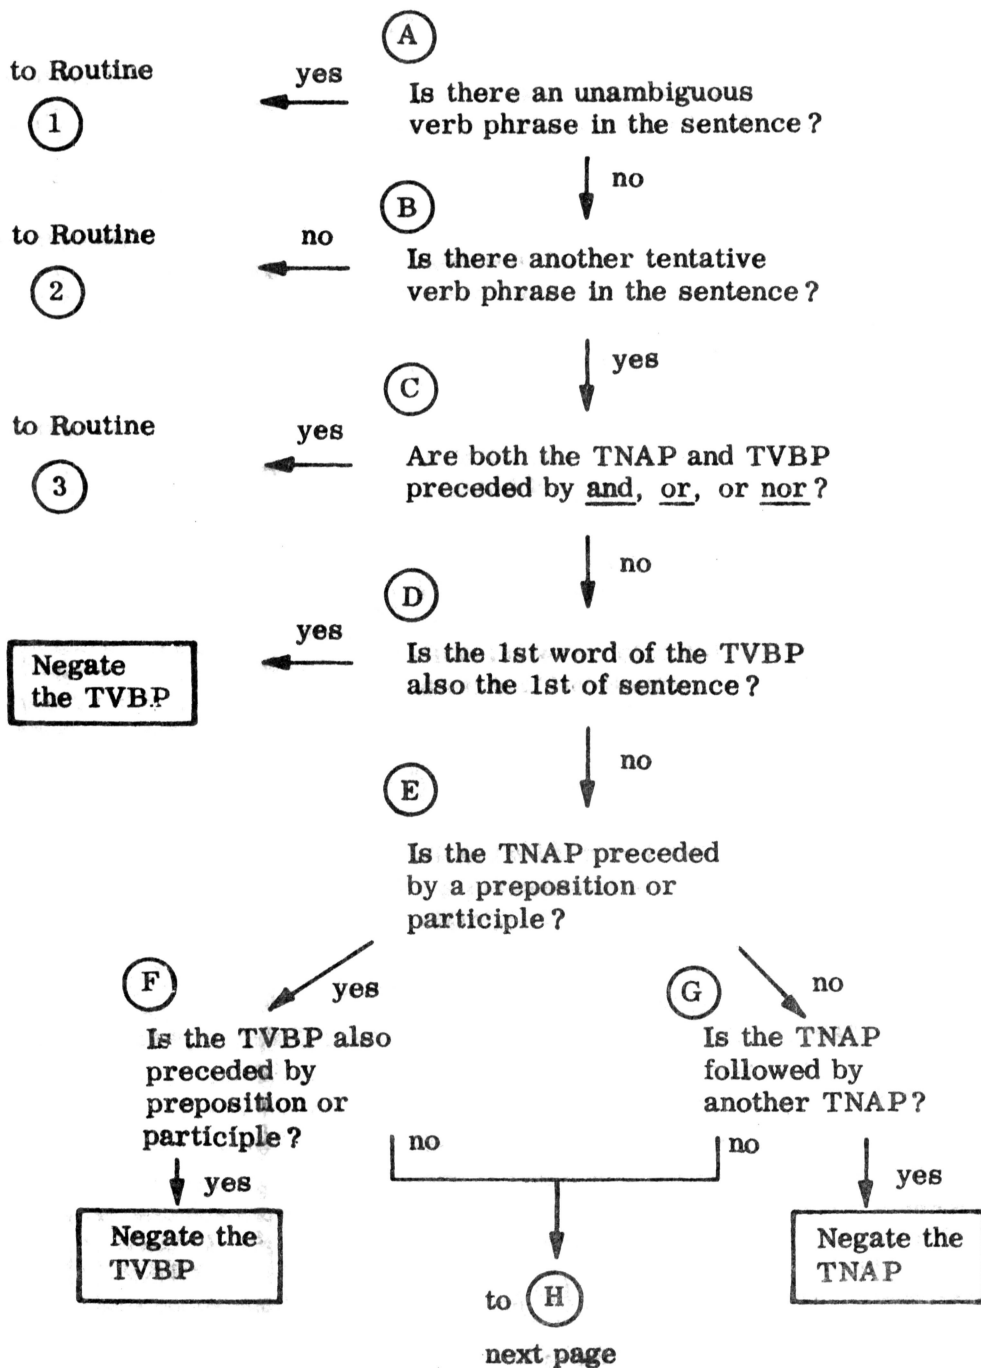 A
to Routine
yes
1
Is there an unambiguous
verb phrase in the sentence?
no
B
to Routine
no
2
Is there another tentative
verb phrase in the sentence?
yes
C
to Routine
yes
3
Are both the TNAP and TVBP
preceded by and, or, or nor?
no
D
yes
Negate
the TVBP
Is the 1st word of the TVBP
also the 1st of sentence?
no
E
Is the TNAP preceded
by a preposition or
participle?
F
yes
G
no
Is the TVBP also
preceded by
preposition or
participle?
Is the TNAP
followed by
another TNAP?
no
no
yes
yes
Negate the
TVBP
Negate the
TNAP
to H
next page